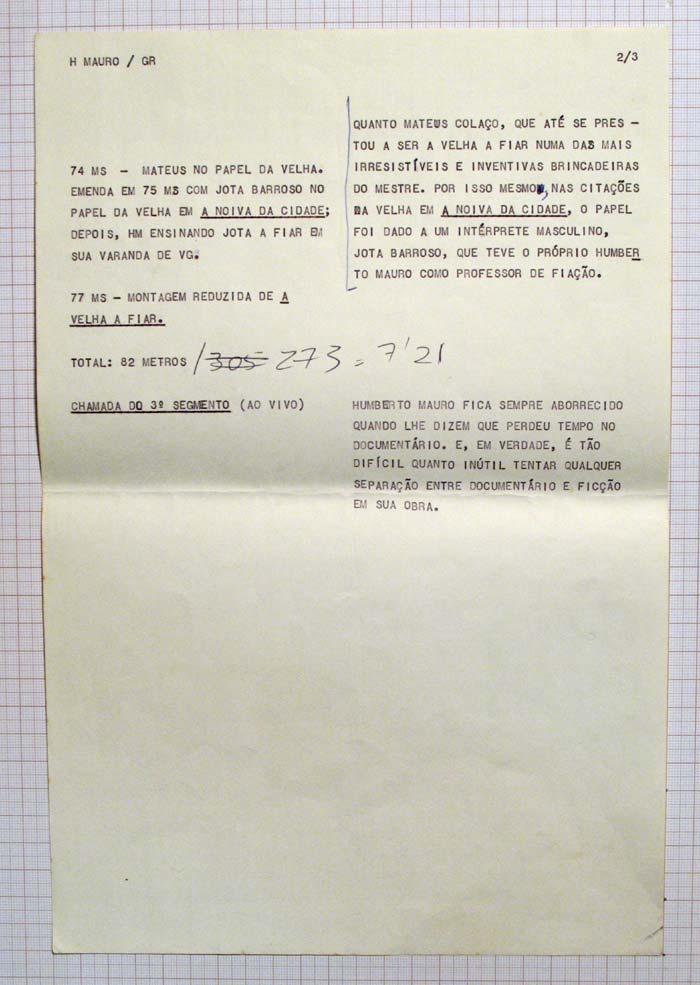 H MAURO / GR
2/3
74 MS - MATEUS NO PAPEL DA VELHA.
EMENDA EM 75 MS COM JOTA BARROSO NO
PAPEL DA VELHA EM A NOIVA DA CIDADE;
DEPOIS, HM ENSINANDO JOTA A FIAR EM
SUA VARANDA DE VG.
77 MS - MONTAGEM REDUZIDA DE A
VELHA A FIAR.
TOTAL: 82 METROS / 305 273 = 7'21
CHAMADA DO 3º SEGMENTO (AO VIVO)
QUANTO MATEUS COLAÇO, QUE ATÉ SE PRES -
TOU A SER A VELHA A FIAR NUMA DAS MAIS
IRRESISTÍVEIS E INVENTIVAS BRINCADEIRAS
DO MESTRE. POR ISSO MESMO, NAS CITAÇÕES
DA VELHA EM A NOIVA DA CIDADE, O PAPEL
FOI DADO A UM INTÉRPRETE MASCULINO,
JOTA BARROSO, QUE TEVE O PRÓPRIO HUMBER
TO MAURO COMO PROFESSOR DE FIAÇÃO.
HUMBERTO MAURO FICA SEMPRE ABORRECIDO
QUANDO LHE DIZEM QUE PERDEU TEMPO NO
DOCUMENTÁRIO. E, EM VERDADE, É TÃO
DIFÍCIL QUANTO INÚTIL TENTAR QUALQUER
SEPARAÇÃO ENTRE DOCUMENTÁRIO E FICÇÃO
EM SUA OBRA.